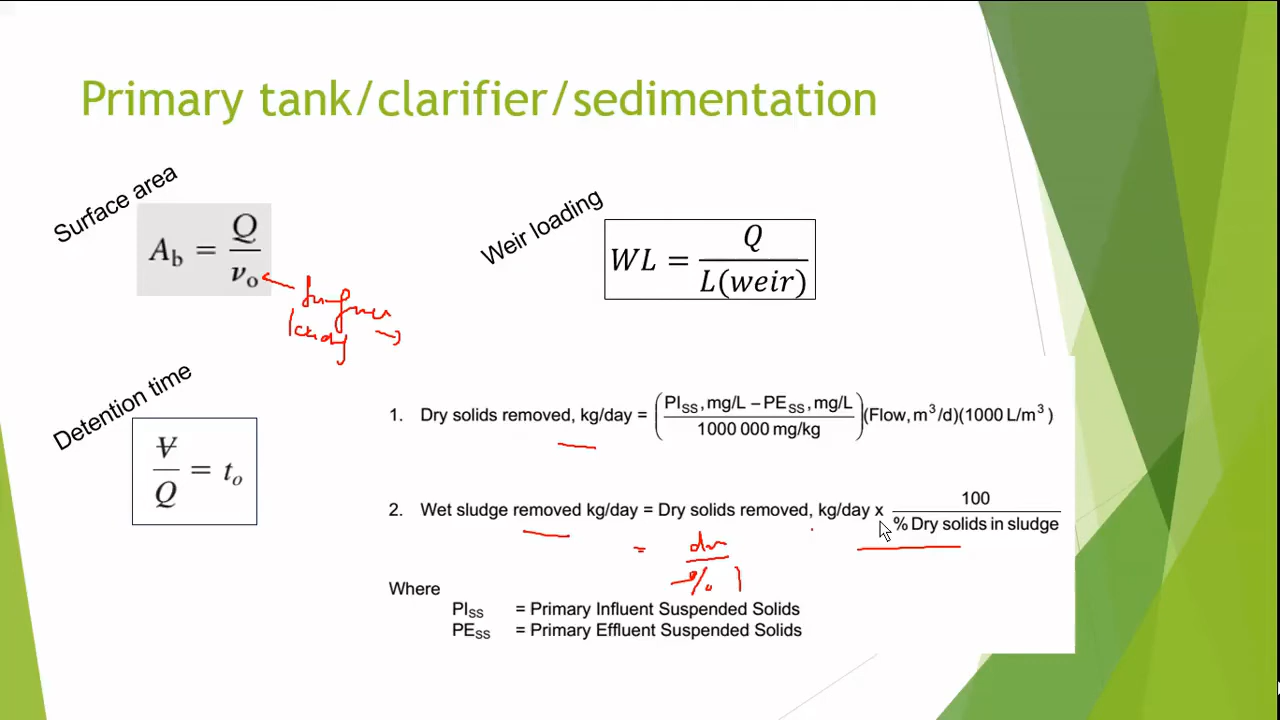 Primary tank/clarifier/sedimentation
Surface area
A_b = Q / v_o
Weir loading
WL = Q / L(weir)
Detention time
V / Q = t_o
1. Dry solids removed, kg/day = (PI_SS, mg/L – PE_SS, mg/L / 1000 000 mg/kg)(Flow, m³/d)(1000 L/m³ )
2. Wet sludge removed kg/day = Dry solids removed, kg/day x 100 / % Dry solids in sludge
Where
PI_SS = Primary Influent Suspended Solids
PE_SS = Primary Effluent Suspended Solids